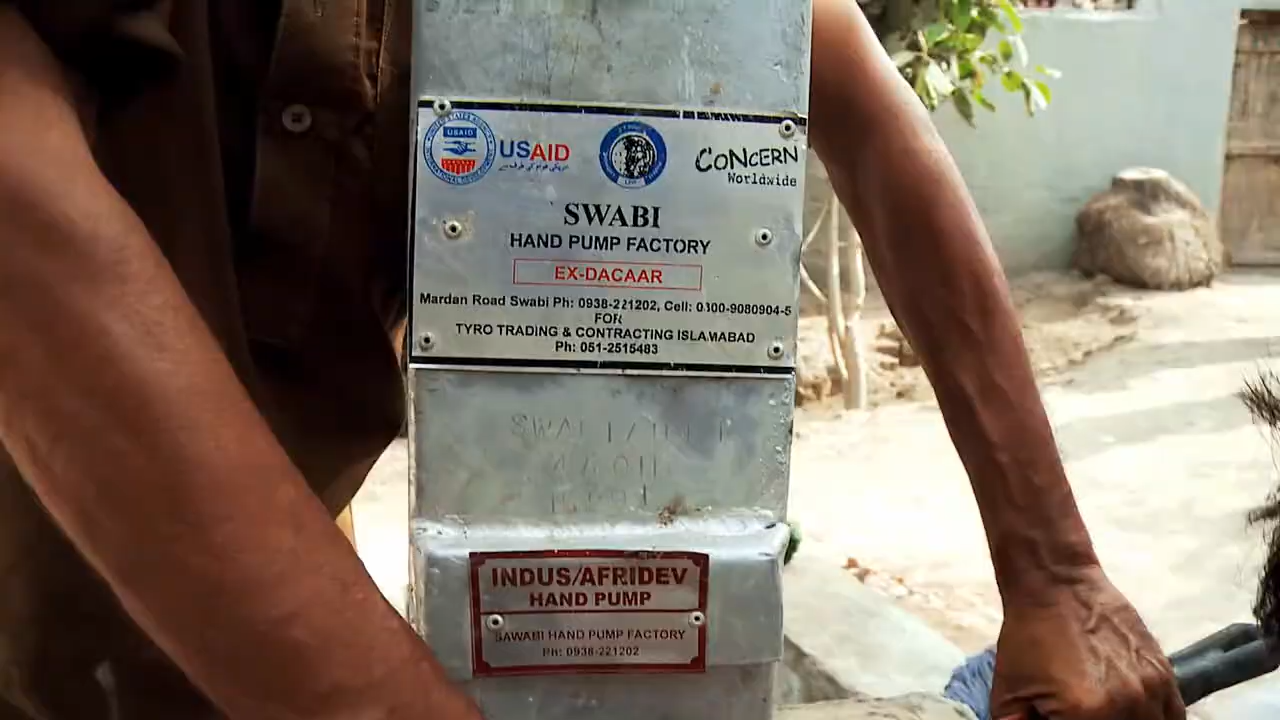 USAID
USAID
CONCERN
Worldwide
SWABI
HAND PUMP FACTORY
EX-DACAAR
Mardan Road Swabi Ph: 0938-221202, Cell: 0300-9080904-5
FOR
TYRO TRADING & CONTRACTING ISLAMABAD
Ph: 051-2515483
INDUS/AFRIDEV
HAND PUMP
SAWABI HAND PUMP FACTORY
Ph: 0938-221202